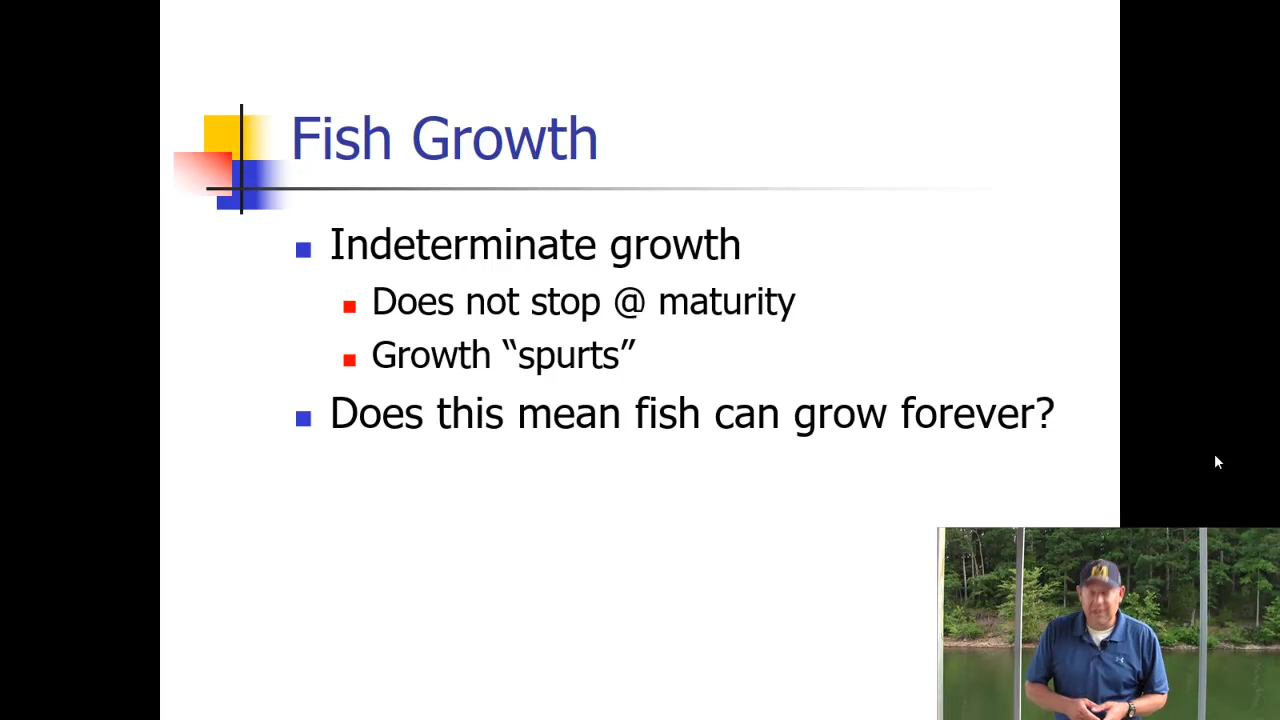 Fish Growth
Indeterminate growth
Does not stop @ maturity
Growth “spurts”
Does this mean fish can grow forever?
M